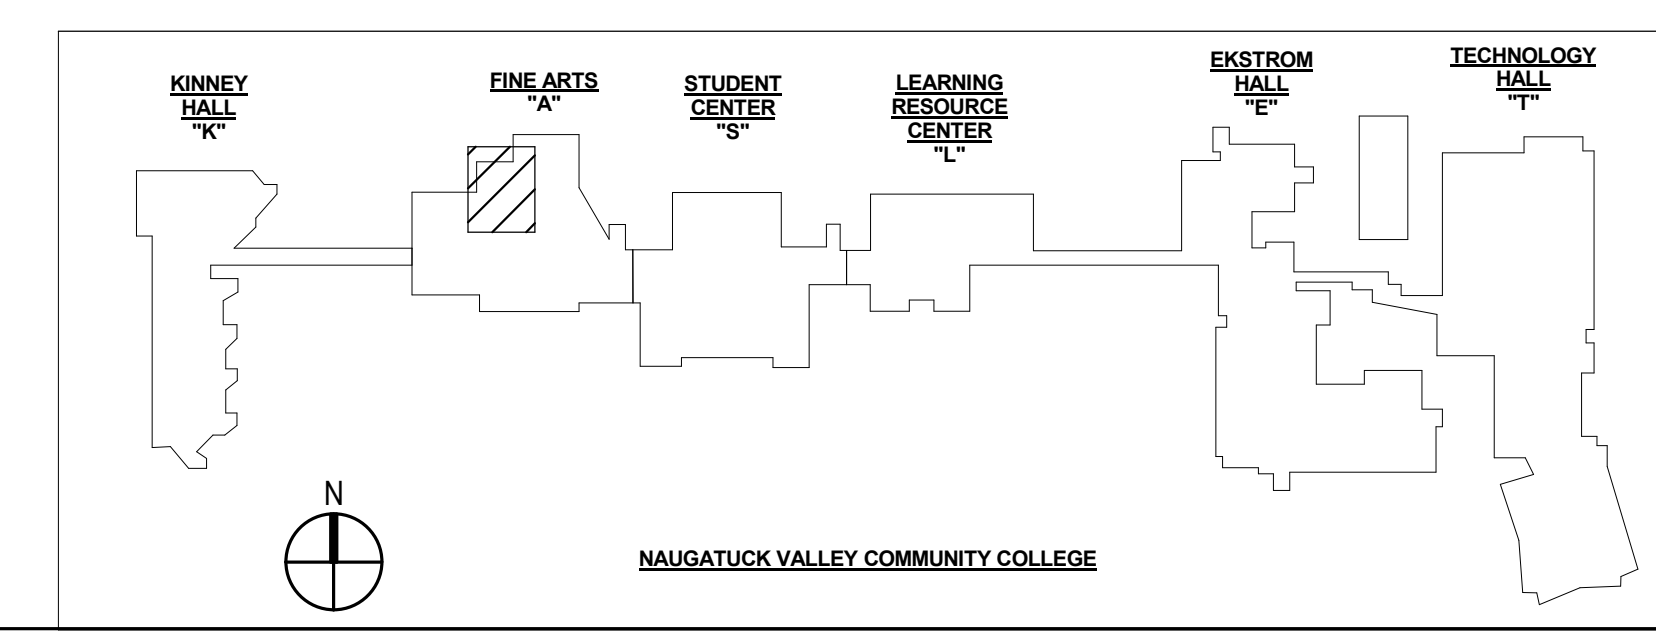 KINNEY
HALL
"K"
FINE ARTS
"A"
STUDENT
CENTER
"S"
LEARNING
RESOURCE
CENTER
"L"
EKSTROM
HALL
"E"
TECHNOLOGY
HALL
"T"
N
NAUGATUCK VALLEY COMMUNITY COLLEGE